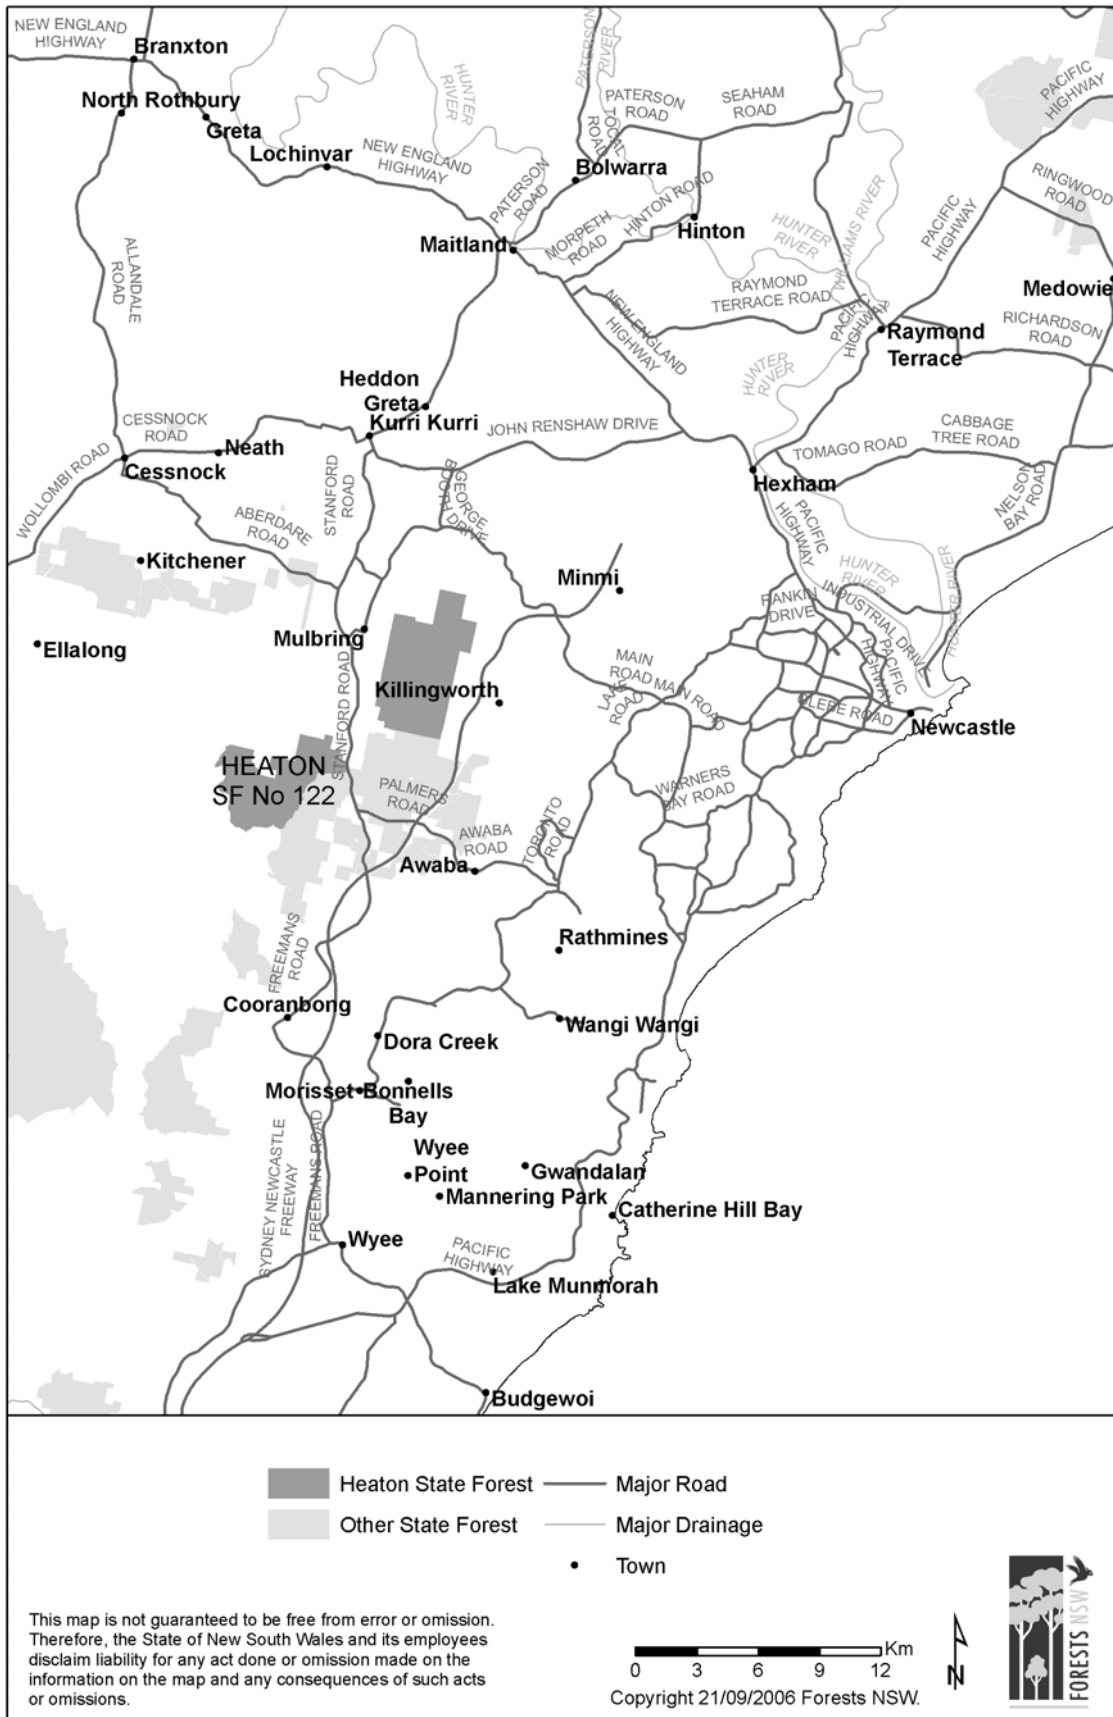 NEW ENGLAND
HIGHWAY
Branxton
North Rothbury
Greta
Lochinvar
HUNTER
RIVER
NEW ENGLAND
HIGHWAY
PATERSON
RIVER
PATERSON
ROAD
TOCAL
ROAD
SEAHAM
ROAD
PACIFIC
HIGHWAY
Bolwarra
PATERSON
ROAD
RINGWOOD
ROAD
Maitland
MORPETH
ROAD
HINTON ROAD
Hinton
HUNTER
RIVER
WILLIAMS RIVER
PACIFIC
HIGHWAY
ALLANDALE
ROAD
Medowie
RAYMOND
TERRACE ROAD
NEW ENGLAND
HIGHWAY
PACIFIC
HIGHWAY
Raymond
Terrace
RICHARDSON
ROAD
HUNTER
RIVER
Heddon
Greta
Kurri Kurri
CESSNOCK
ROAD
Neath
JOHN RENSHAW DRIVE
CABBAGE
TREE ROAD
TOMAGO ROAD
WOLLOMBI ROAD
Cessnock
STANFORD
ROAD
GEORGE
BOOTH DRIVE
Hexham
NELSON
BAY ROAD
ABERDARE
ROAD
PACIFIC
HIGHWAY
Kitchener
Minmi
HUNTER
RIVER
HUNTER RIVER
RANKIN
DRIVE
INDUSTRIAL DRIVE
Ellalong
Mulbring
PACIFIC
HIGHWAY
MAIN
ROAD
MAIN ROAD
LAKE
ROAD
Killingworth
GLEBE ROAD
Newcastle
STANFORD ROAD
HEATON
SF No 122
PALMERS
ROAD
WARNERS
BAY ROAD
AWABA
ROAD
TORONTO
ROAD
Awaba
Rathmines
FREEMANS
ROAD
Cooranbong
Wangi Wangi
Dora Creek
Morisset
Bonnells
Bay
Wyee
Point
Gwandalan
Mannering Park
Catherine Hill Bay
SYDNEY NEWCASTLE
FREEWAY
FREEMANS ROAD
Wyee
PACIFIC
HIGHWAY
Lake Munmorah
Budgewoi
Heaton State Forest
Major Road
Other State Forest
Major Drainage
Town
This map is not guaranteed to be free from error or omission.
Therefore, the State of New South Wales and its employees
disclaim liability for any act done or omission made on the
information on the map and any consequences of such acts
or omissions.
Km
0 3 6 9 12
Copyright 21/09/2006 Forests NSW.
N
FORESTS NSW